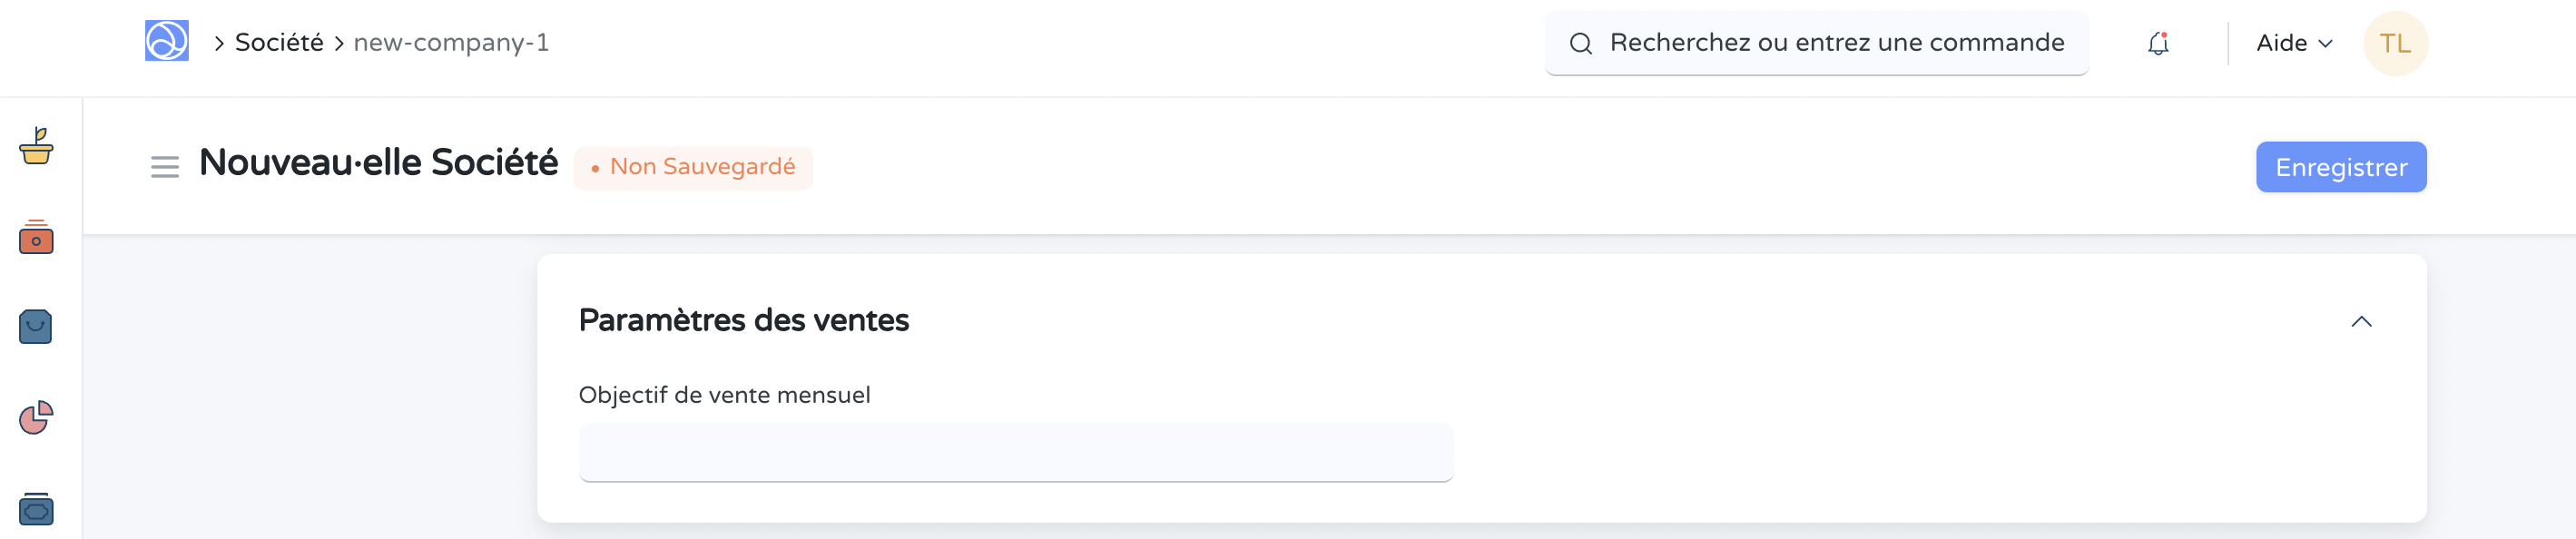 Société new-company-1
Recherchez ou entrez une commande
Aide
TL
Nouveau·elle Société
Non Sauvegardé
Enregistrer
Paramètres des ventes
Objectif de vente mensuel